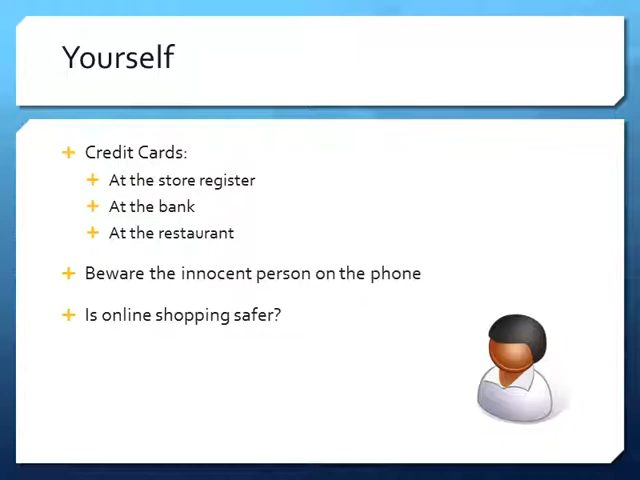 Yourself
Credit Cards:
At the store register
At the bank
At the restaurant
Beware the innocent person on the phone
Is online shopping safer?